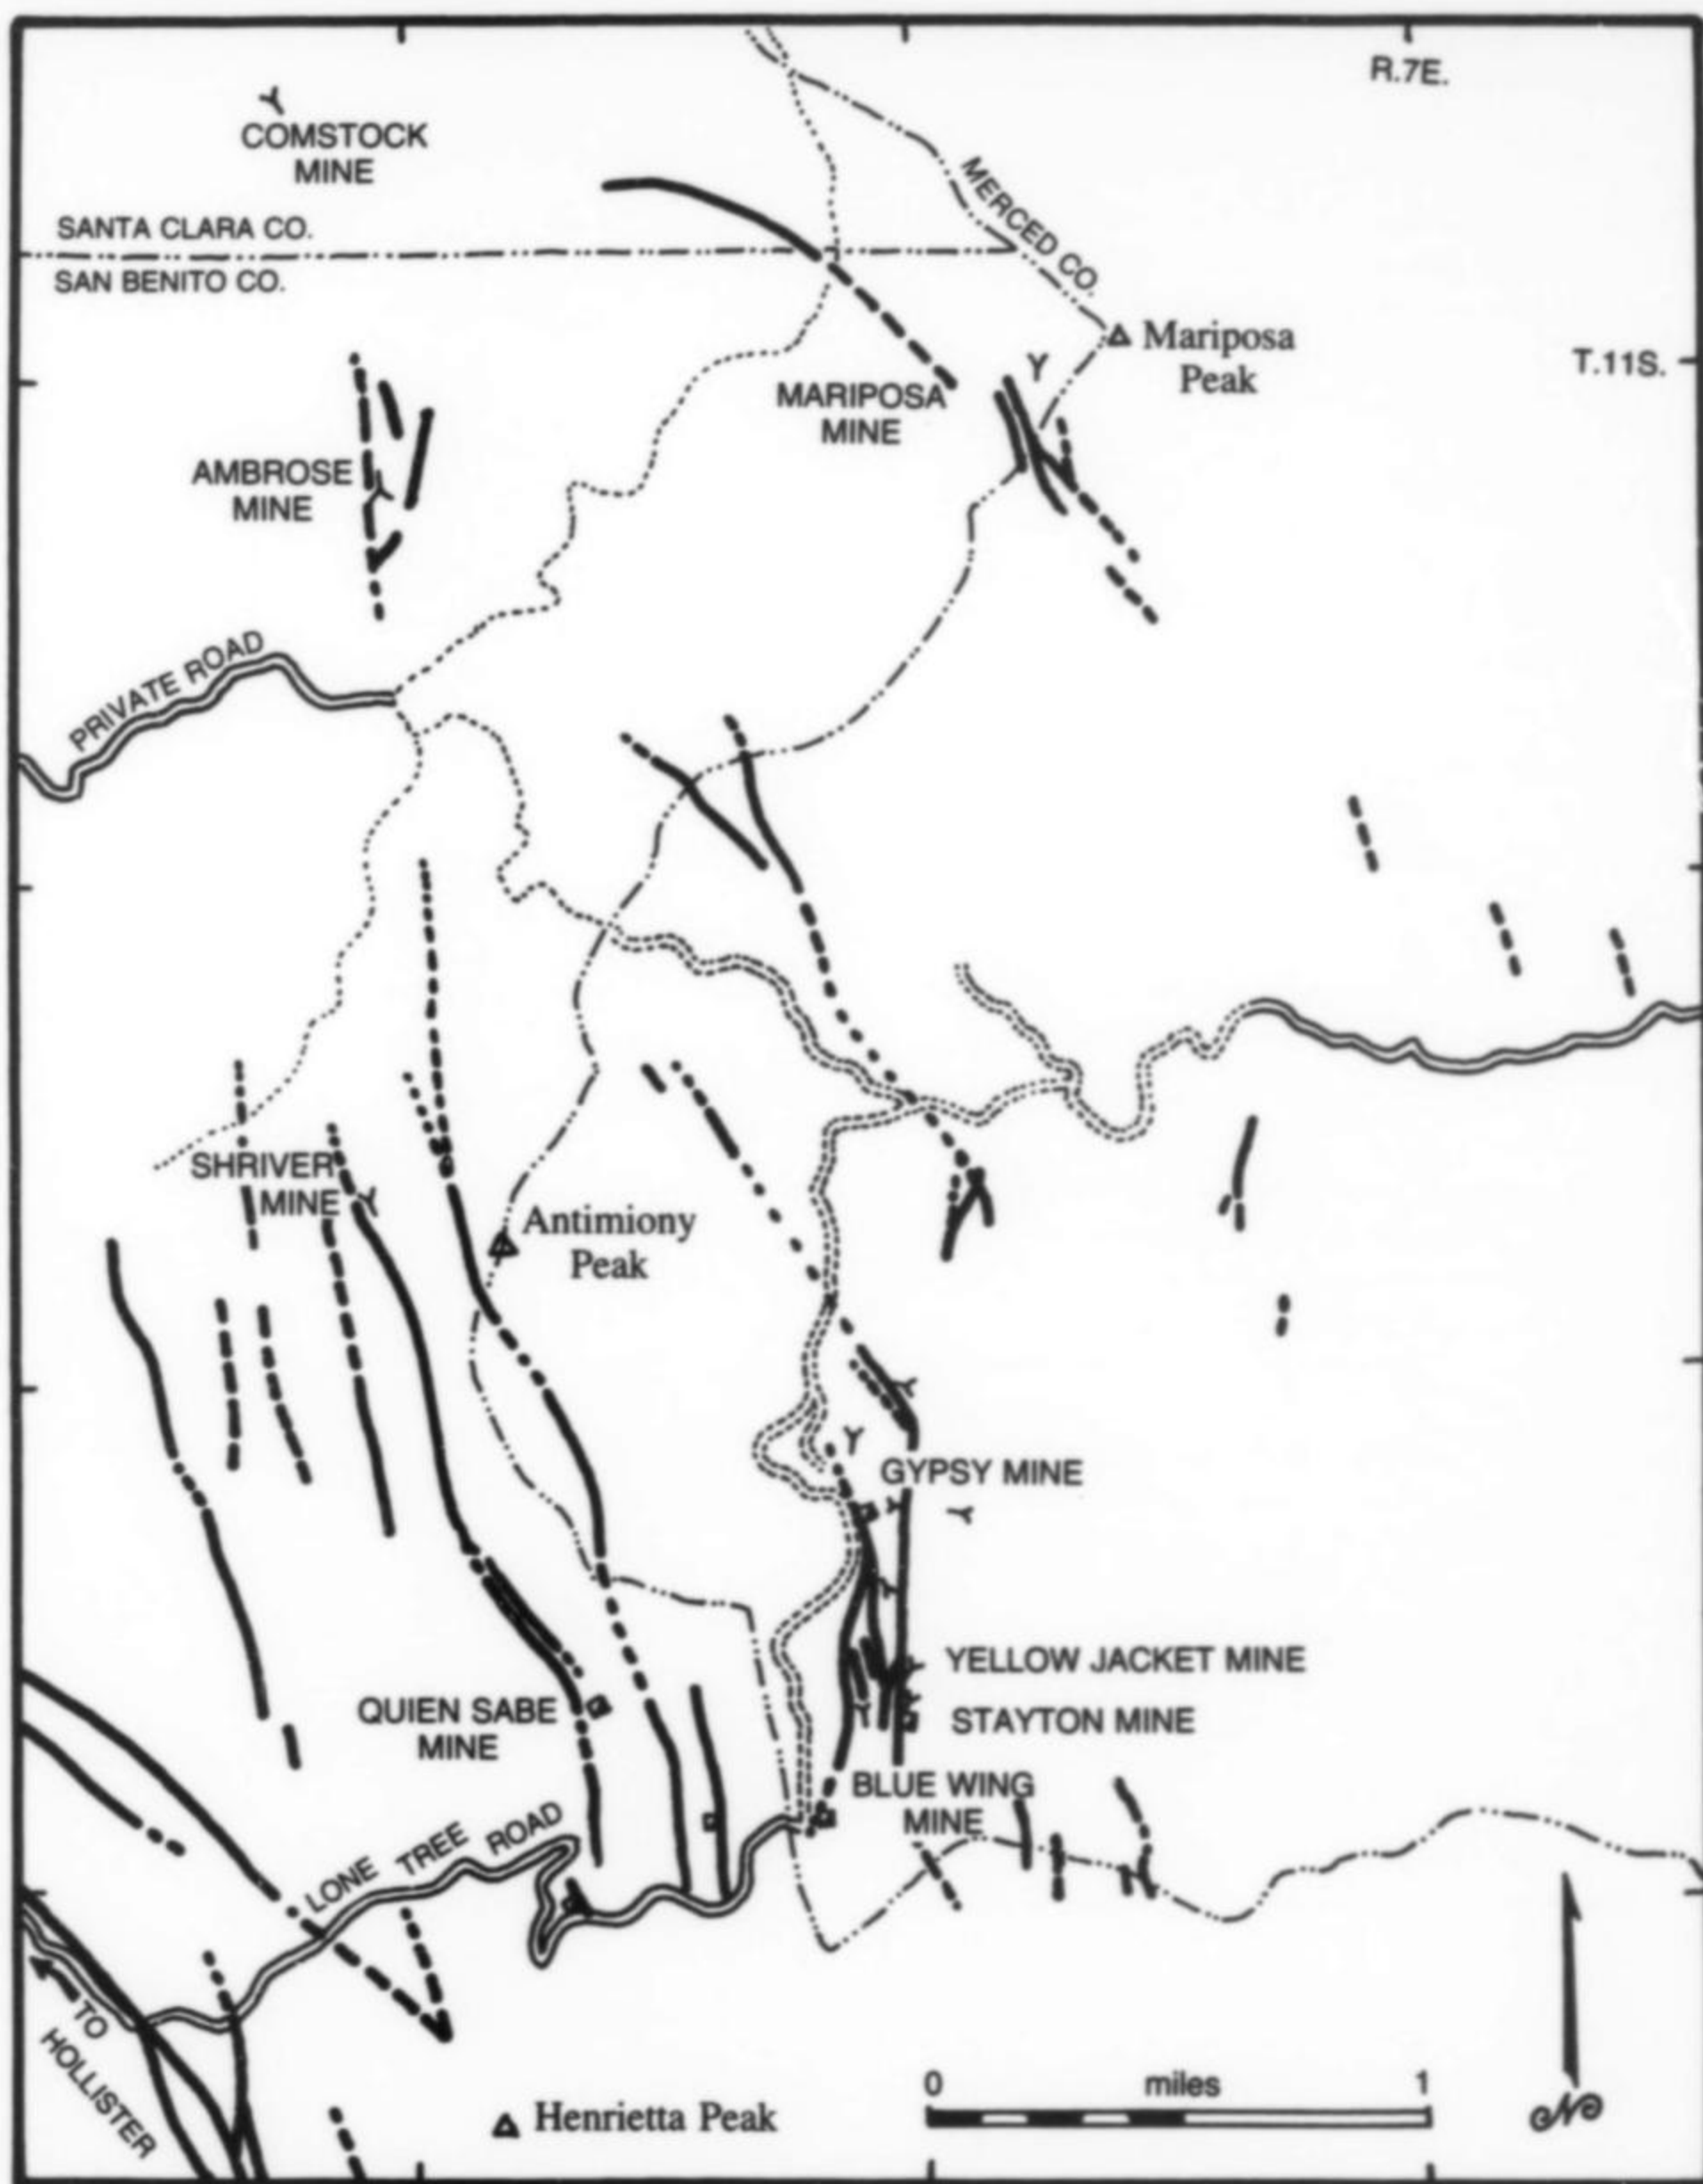 R.7E.
COMSTOCK
MINE
MERCED CO.
SANTA CLARA CO.
SAN BENITO CO.
Mariposa
Peak
T.11S.
MARIPOSA
MINE
AMBROSE
MINE
PRIVATE ROAD
SHRIVER
MINE
Antimiony
Peak
GYPSY MINE
YELLOW JACKET MINE
QUIEN SABE
MINE
STAYTON MINE
BLUE WING
MINE
LONE TREE ROAD
TO
HOLLISTER
0 miles 1
Henrietta Peak
N